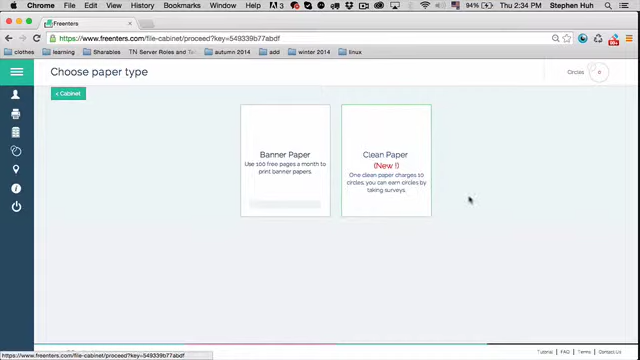 Chrome File Edit View History Bookmarks Window Help 3 94% Thu 2:34 PM Stephen Huh
Freenters
https://www.freenters.com/file-cabinet/proceed?key=549339b77abdf
clothes learning Sharables TN Server Roles and Ta autumn 2014 add winter 2014 linux
Choose paper type
Circles 0
< Cabinet
Banner Paper
Use 100 free pages a month to
print banner papers.
Clean Paper
(New !)
One clean paper charges 10
circles, you can earn circles by
taking surveys.
Tutorial FAQ Terms Contact Us
https://www.freenters.com/file-cabinet/proceed?key=549339b77abdf